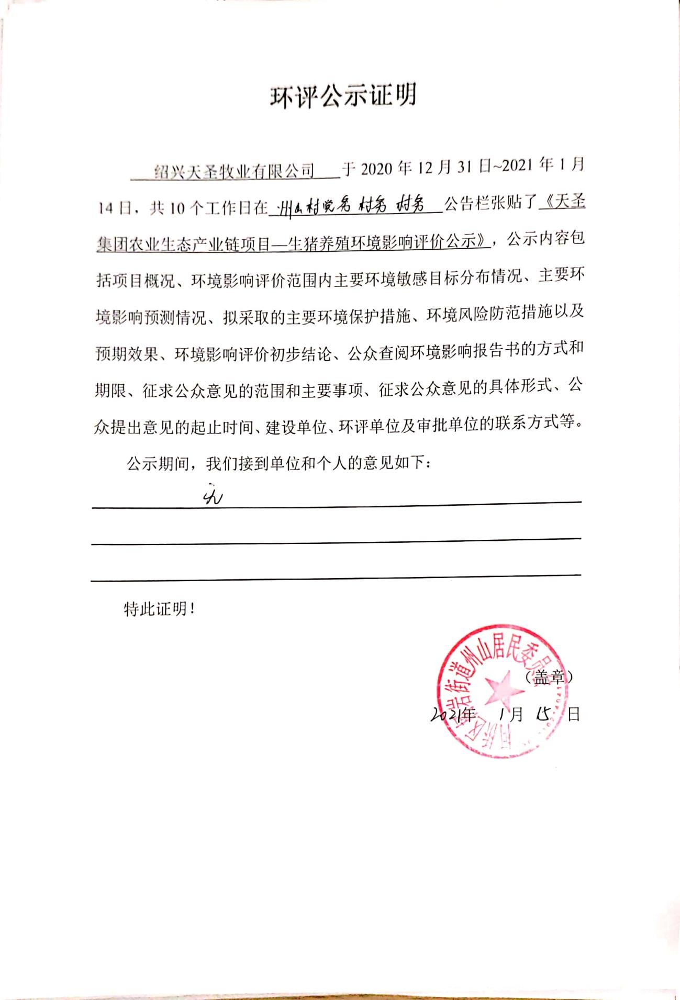 环评公示证明
绍兴天圣牧业有限公司 于 2020 年 12 月 31 日~2021 年 1 月
14 日，共 10 个工作日在 州山村党务 村务 村务 公告栏张贴了《天圣
集团农业生态产业链项目—生猪养殖环境影响评价公示》，公示内容包
括项目概况、环境影响评价范围内主要环境敏感目标分布情况、主要环
境影响预测情况、拟采取的主要环境保护措施、环境风险防范措施以及
预期效果、环境影响评价初步结论、公众查阅环境影响报告书的方式和
期限、征求公众意见的范围和主要事项、征求公众意见的具体形式、公
众提出意见的起止时间、建设单位、环评单位及审批单位的联系方式等。
公示期间，我们接到单位和个人的意见如下：
无
特此证明！
街道州山居民委员会
（盖章）
2021年 1 月 15 日